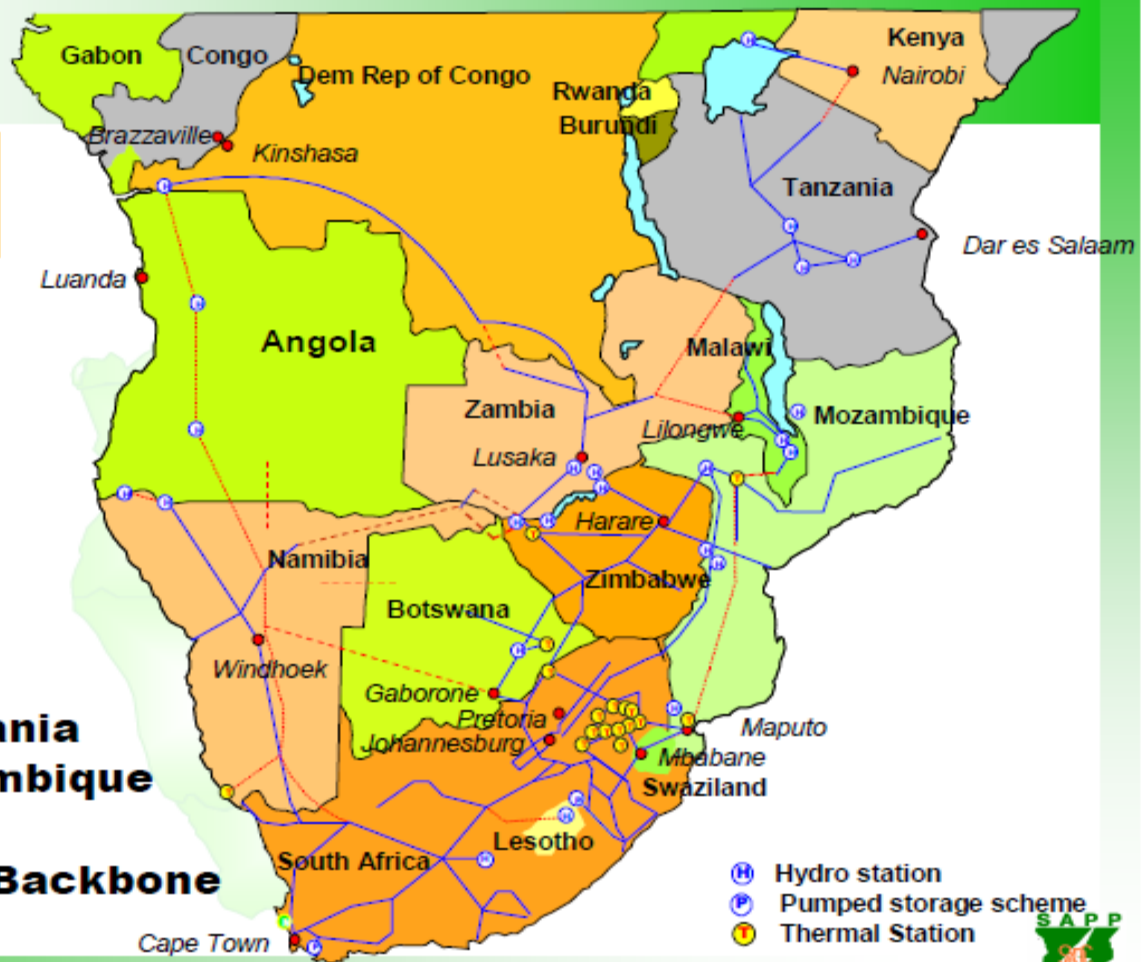 Gabon
Congo
Dem Rep of Congo
Kenya
Nairobi
Rwanda
Burundi
Brazzaville
Kinshasa
Tanzania
Dar es Salaam
Luanda
Angola
Malawi
Zambia
Mozambique
Lilongwe
Lusaka
Harare
Namibia
Zimbabwe
Botswana
Windhoek
Gaborone
Pretoria
Johannesburg
Maputo
Mbabane
Swaziland
ania
mbique
Lesotho
South Africa
Backbone
Cape Town
H Hydro station
P Pumped storage scheme
T Thermal Station
SAPP